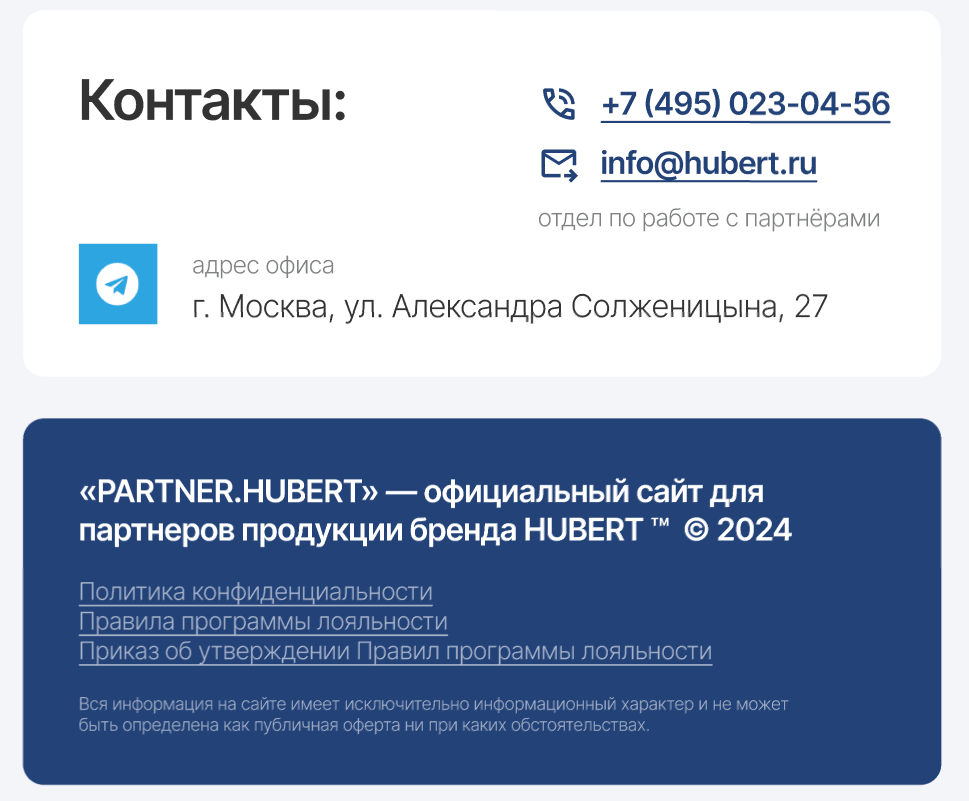 Контакты:
+7 (495) 023-04-56
info@hubert.ru
отдел по работе с партнёрами
адрес офиса
г. Москва, ул. Александра Солженицына, 27
«PARTNER.HUBERT» — официальный сайт для
партнеров продукции бренда HUBERT ™ © 2024
Политика конфиденциальности
Правила программы лояльности
Приказ об утверждении Правил программы лояльности
Вся информация на сайте имеет исключительно информационный характер и не может
быть определена как публичная оферта ни при каких обстоятельствах.